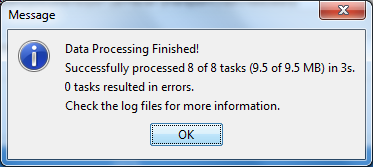 Message
Data Processing Finished!
Successfully processed 8 of 8 tasks (9.5 of 9.5 MB) in 3s.
0 tasks resulted in errors.
Check the log files for more information.
OK